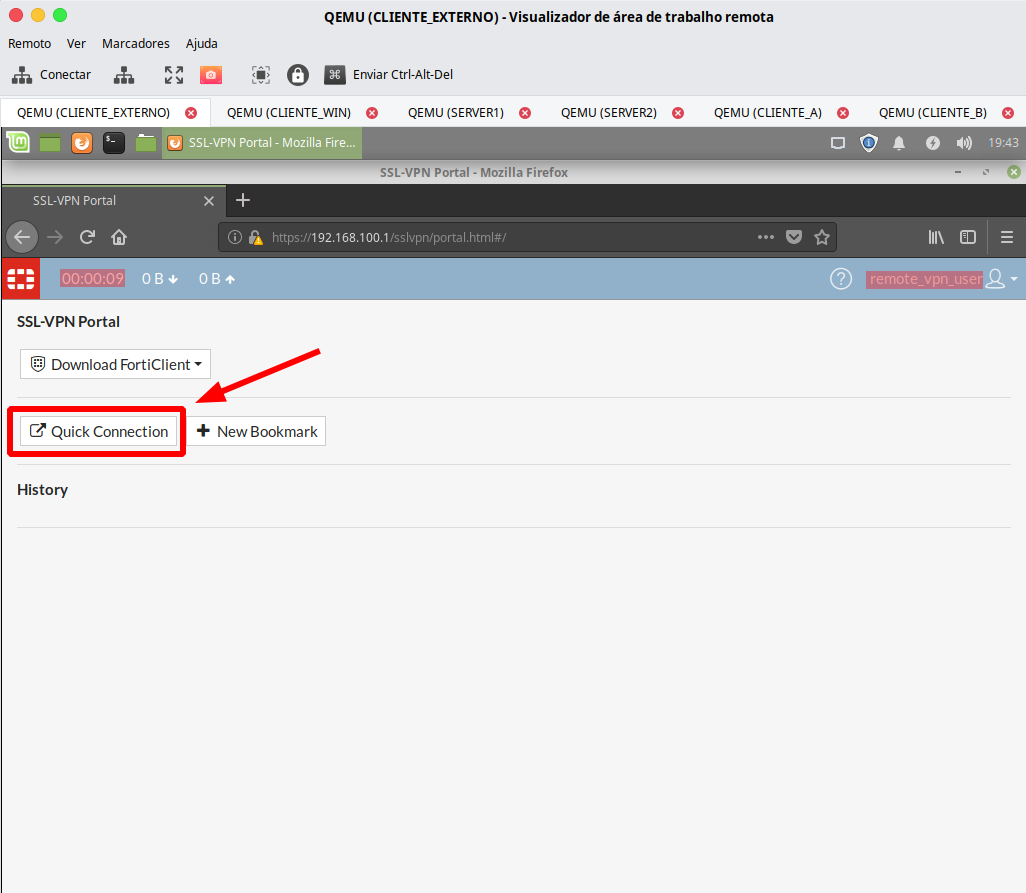 QEMU (CLIENTE_EXTERNO) - Visualizador de área de trabalho remota
Remoto Ver Marcadores Ajuda
Conectar Enviar Ctrl-Alt-Del
QEMU (CLIENTE_EXTERNO) QEMU (CLIENTE_WIN) QEMU (SERVER1) QEMU (SERVER2) QEMU (CLIENTE_A) QEMU (CLIENTE_B)
SSL-VPN Portal - Mozilla Fire... 19:43
SSL-VPN Portal - Mozilla Firefox
SSL-VPN Portal
https://192.168.100.1/sslvpn/portal.html#/
00:00:09 0 B 0 B remote_vpn_user
SSL-VPN Portal
Download FortiClient
Quick Connection New Bookmark
History